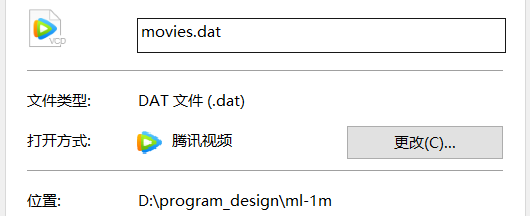 VCD
movies.dat
文件类型: DAT 文件 (.dat)
打开方式: 腾讯视频 更改(C)...
位置: D:\program_design\ml-1m